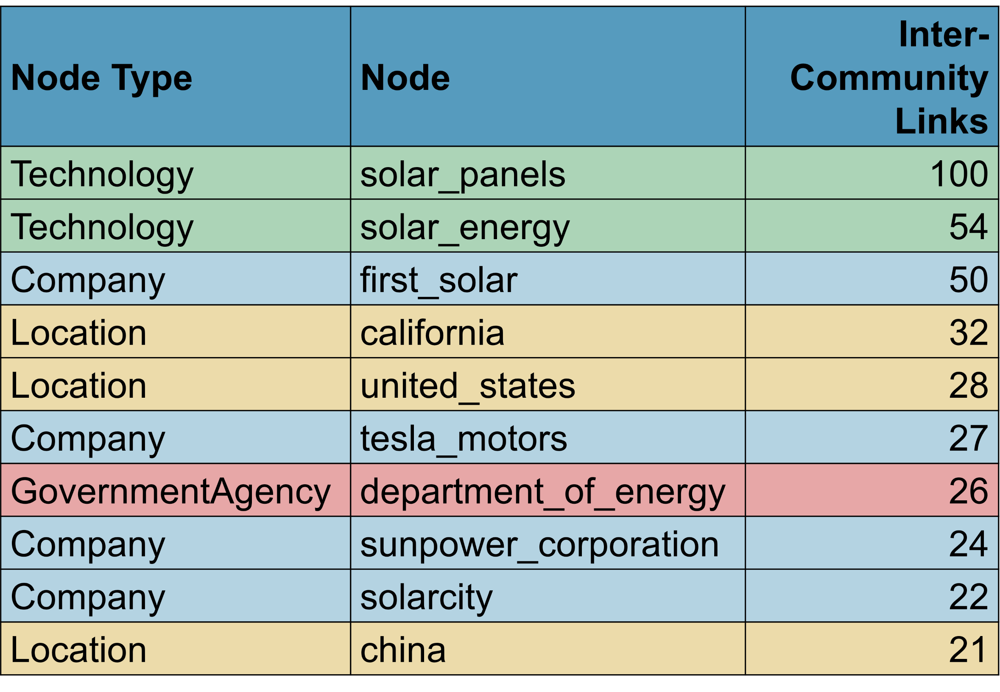 Node Type Node Inter-
Community
Links
Technology solar_panels 100
Technology solar_energy 54
Company first_solar 50
Location california 32
Location united_states 28
Company tesla_motors 27
GovernmentAgency department_of_energy 26
Company sunpower_corporation 24
Company solarcity 22
Location china 21